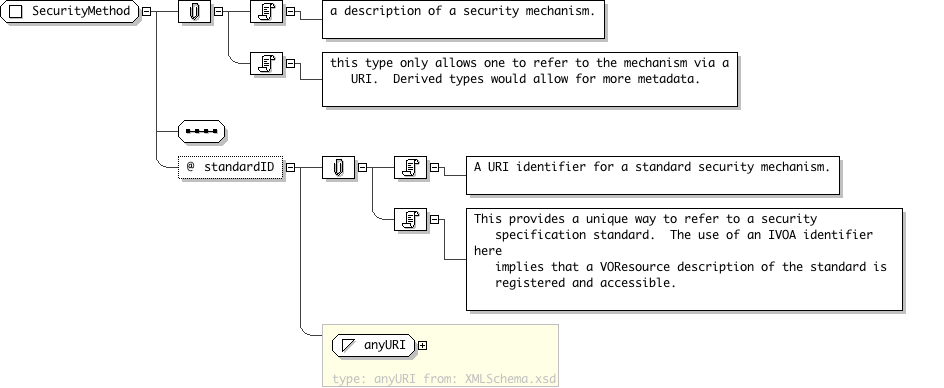 SecurityMethod
a description of a security mechanism.
this type only allows one to refer to the mechanism via a
URI.  Derived types would allow for more metadata.
@ standardID
A URI identifier for a standard security mechanism.
This provides a unique way to refer to a security
specification standard.  The use of an IVOA identifier
here
implies that a VOResource description of the standard is
registered and accessible.
anyURI
type: anyURI from: XMLSchema.xsd